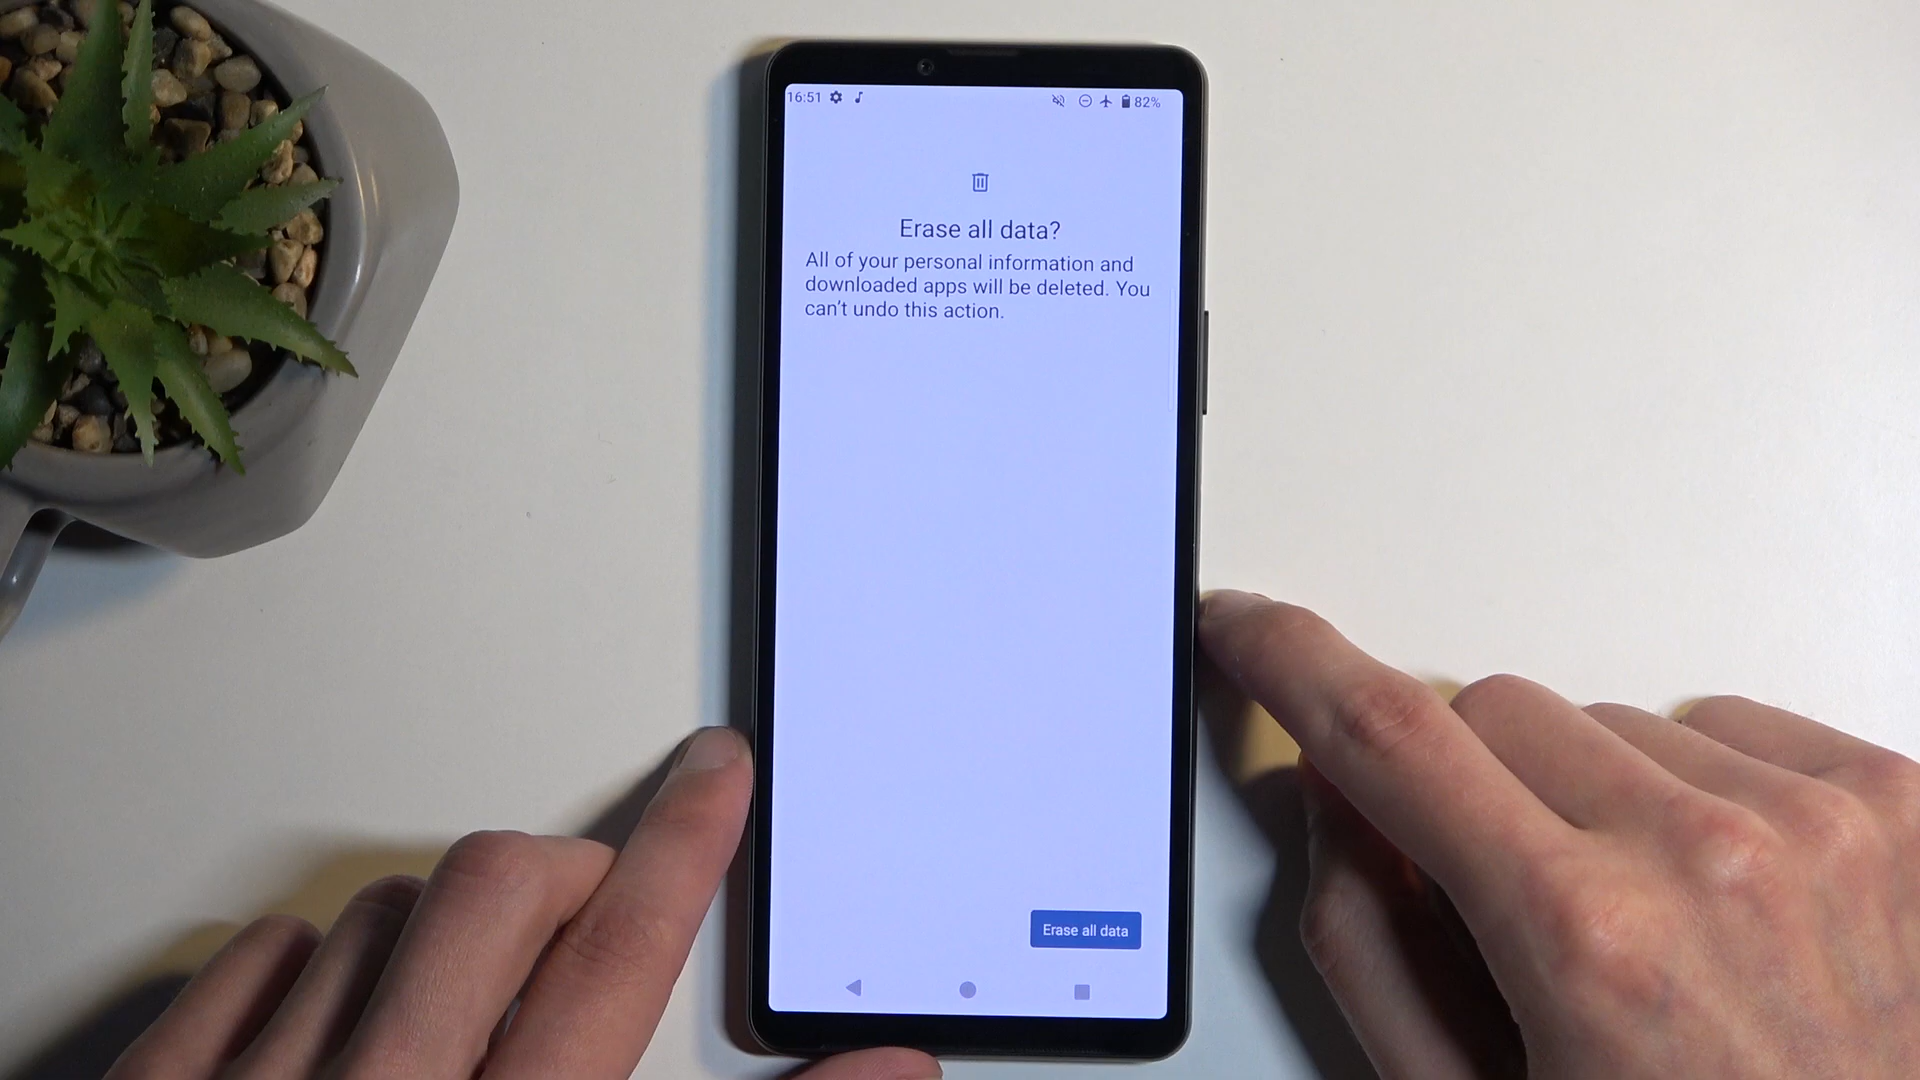 16:51 82%
Erase all data?
All of your personal information and
downloaded apps will be deleted. You
can't undo this action.
Erase all data